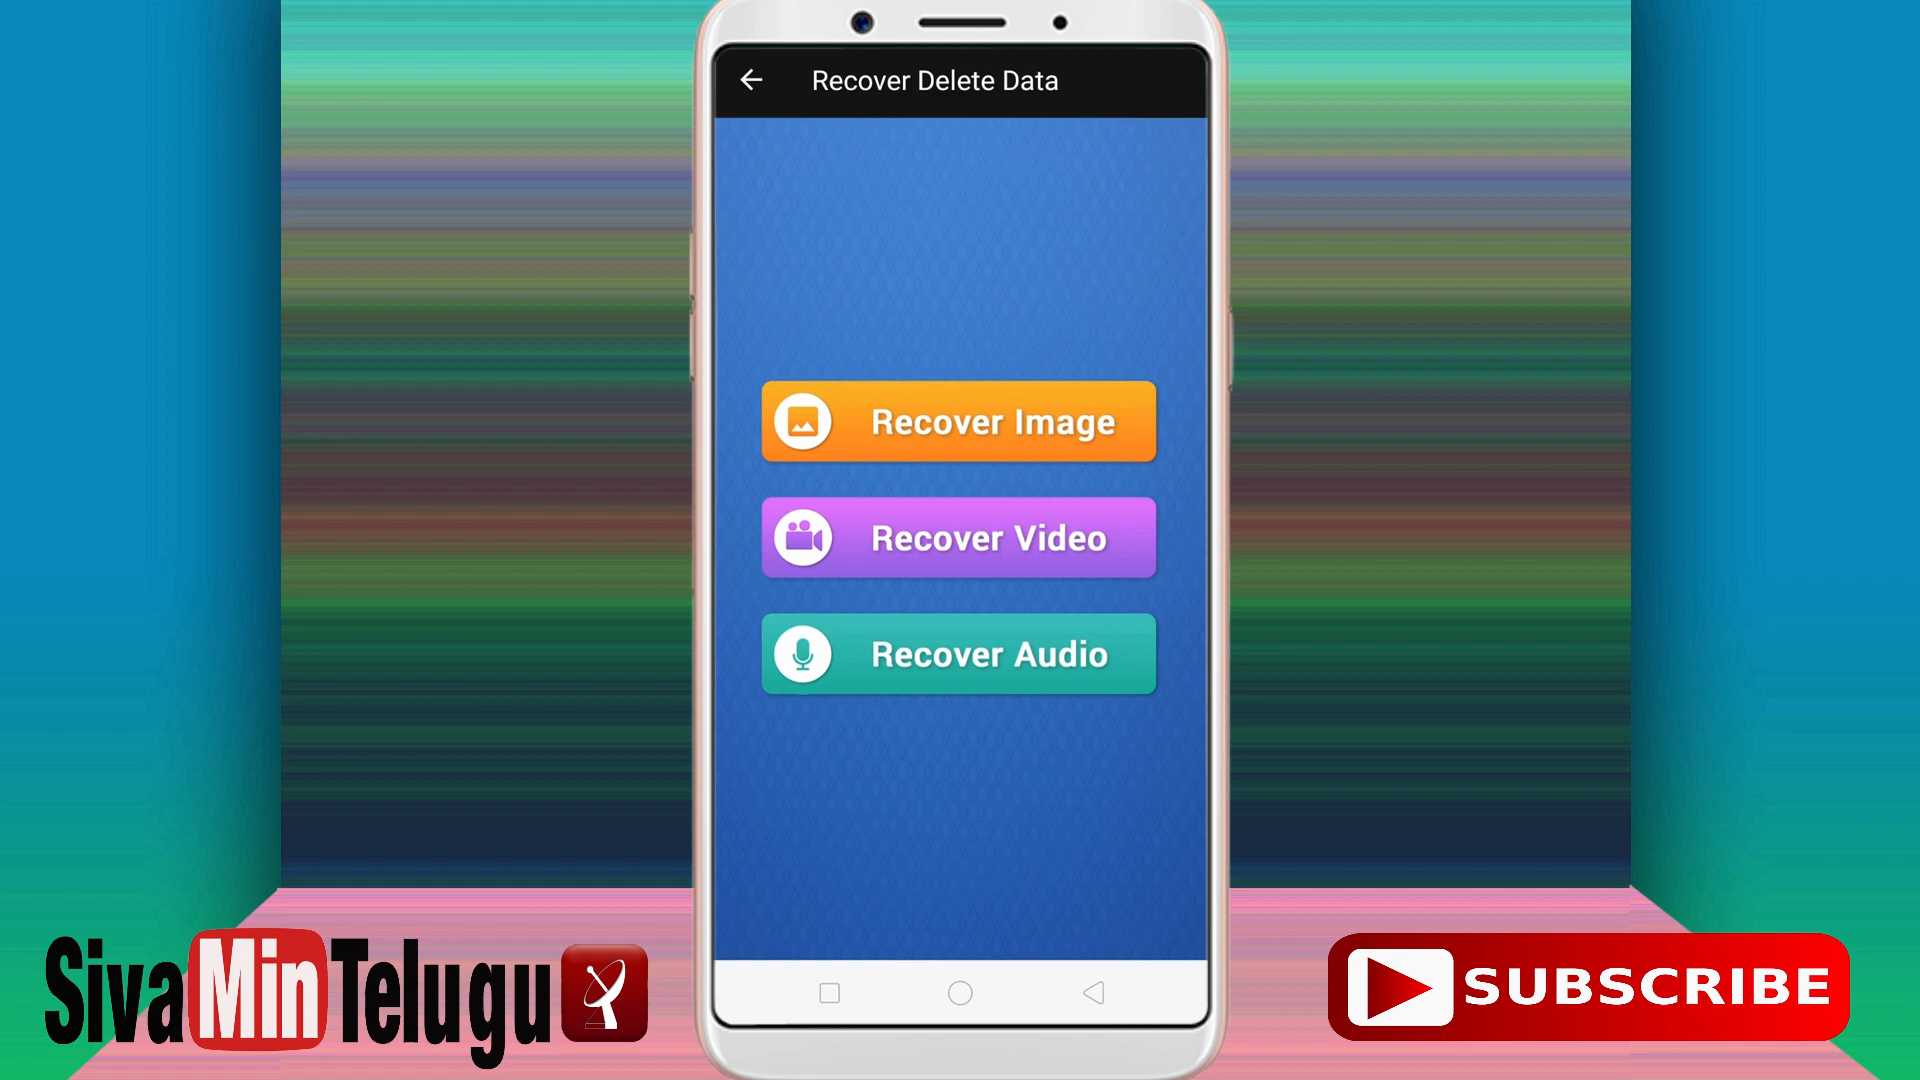 Recover Delete Data
Recover Image
Recover Video
Recover Audio
SivaMinTelugu
SUBSCRIBE